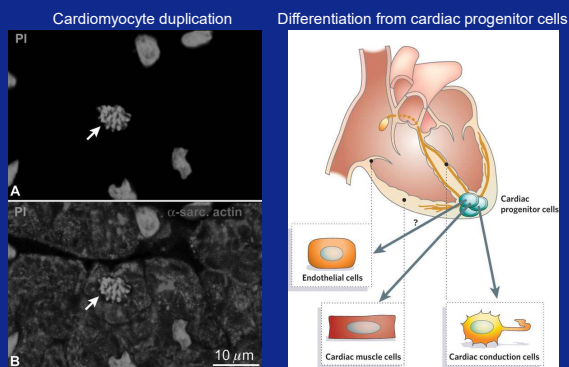 Cardiomyocyte duplication
Differentiation from cardiac progenitor cells
PI
A
PI
α-sarc. actin
B
10 μm
Cardiac
progenitor cells
?
Endothelial cells
Cardiac muscle cells
Cardiac conduction cells